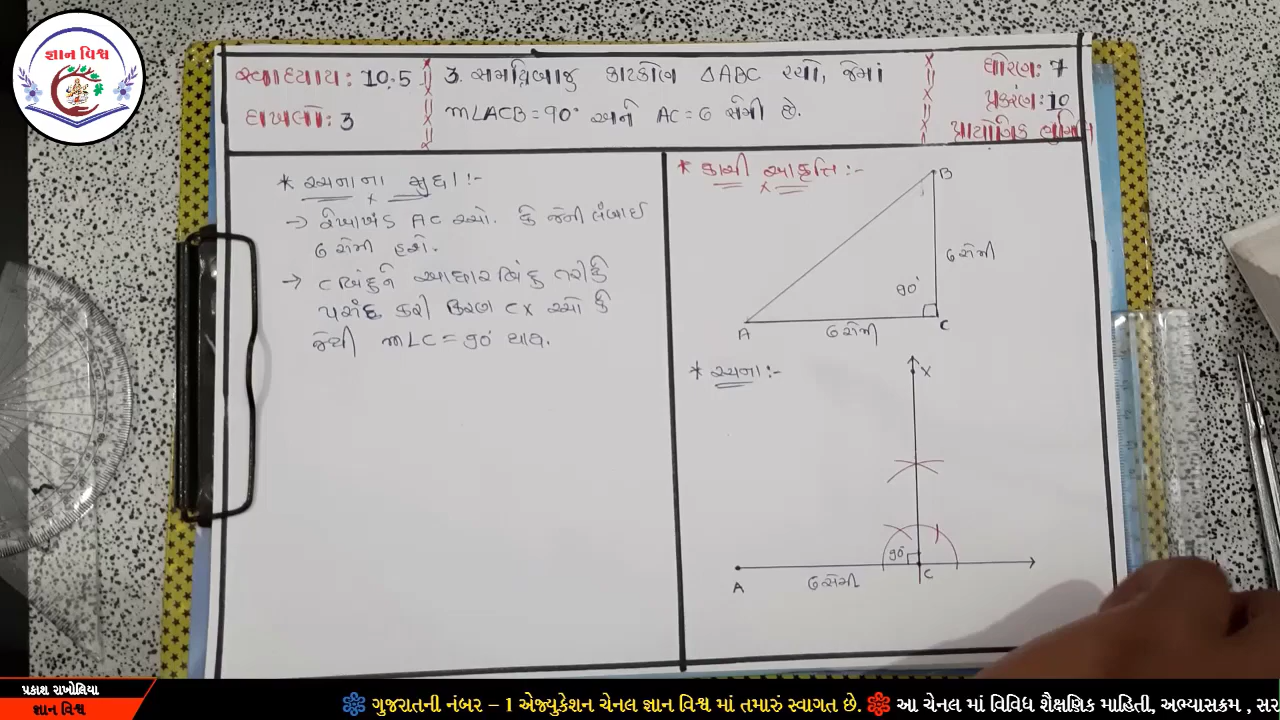 જ્ઞાન વિશ્વ
સ્વાધ્યાય: 10.5
દાખલો: 3
3. સમદ્વિબાજુ કાટકોણ △ABC રચો, જેમાં
m∠ACB = 90° અને AC = 6 સેમી છે.
ધોરણ: 7
પ્રકરણ: 10
પ્રાયોગિક ભૂમિતિ
* રચનાના મુદ્દા :-
→ રેખાખંડ AC રચો. કે જેની લંબાઈ
6 સેમી હશે.
→ C બિંદુને આધારબિંદુ તરીકે
પસંદ કરી કિરણ CX રચો કે
જેથી m∠C = 90° થાય.
* કાચી આકૃતિ :-
B
6 સેમી
90°
A
6 સેમી
C
* રચના :-
X
90°
A
6 સેમી
C
પ્રકાશ રાખોલિયા
જ્ઞાન વિશ્વ
ગુજરાતની નંબર – 1 એજ્યુકેશન ચેનલ જ્ઞાન વિશ્વ માં તમારું સ્વાગત છે. આ ચેનલ માં વિવિધ શૈક્ષણિક માહિતી, અભ્યાસક્રમ , સર